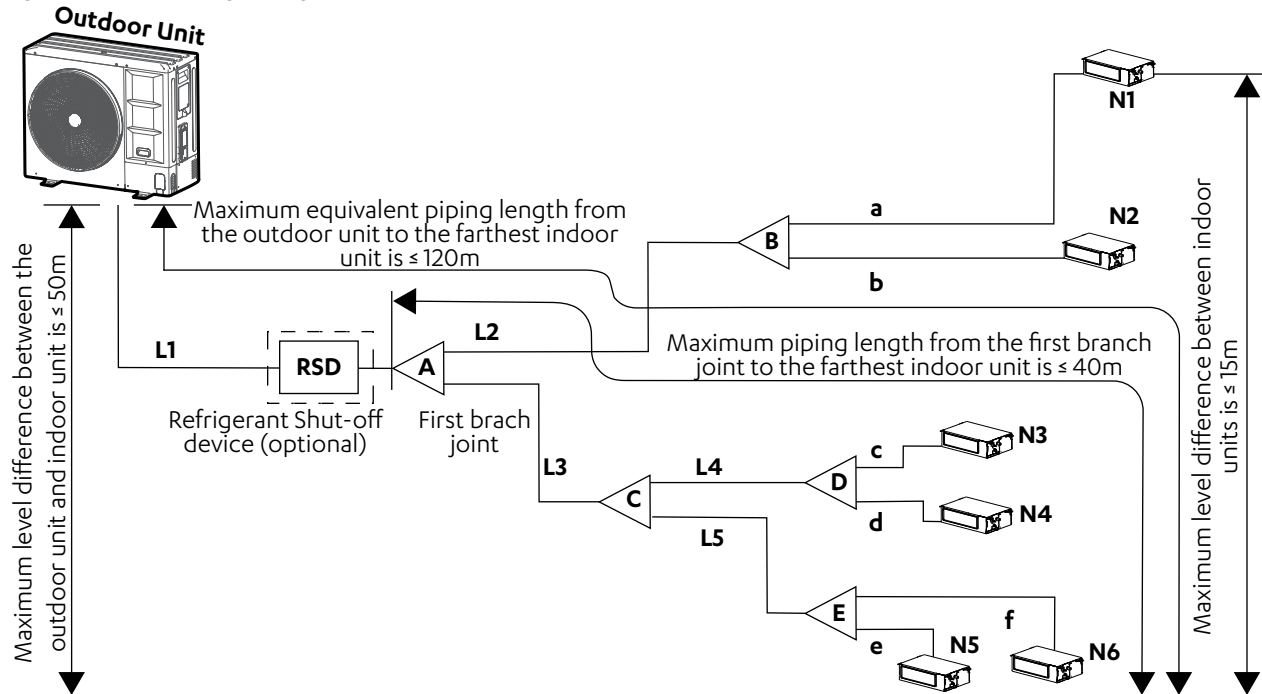 Outdoor Unit
N1
Maximum equivalent piping length from
the outdoor unit to the farthest indoor
unit is ≤ 120m
a
N2
B
b
Maximum level difference between the
outdoor unit and indoor unit is ≤ 50m
Maximum level difference between indoor
units is ≤ 15m
L1
RSD
A
L2
Maximum piping length from the first branch
joint to the farthest indoor unit is ≤ 40m
Refrigerant Shut-off
device (optional)
First brach
joint
L3
C
L4
D
c
N3
d
N4
L5
E
f
e
N5
N6